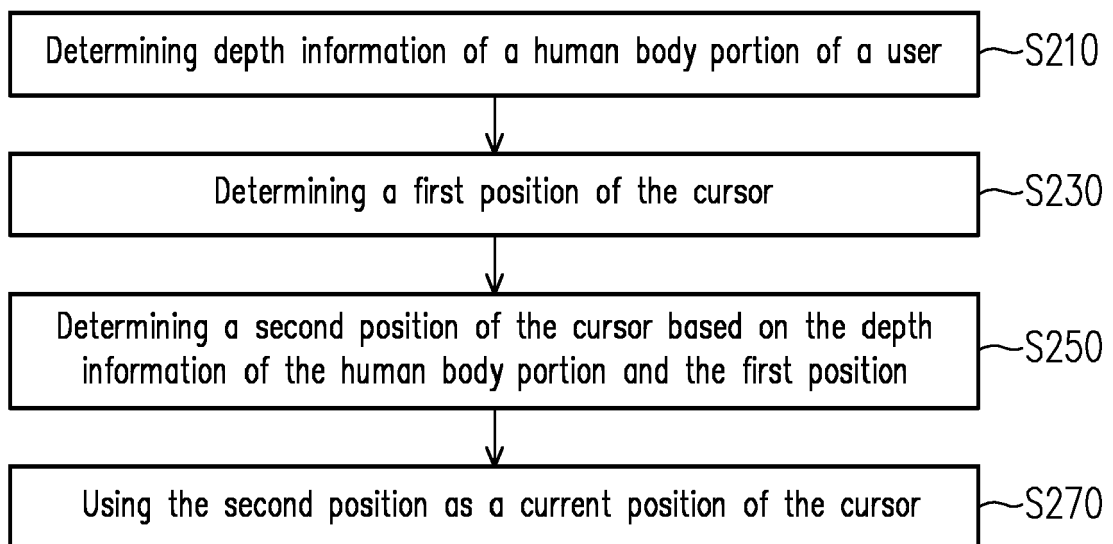 Determining depth information of a human body portion of a user
S210
Determining a first position of the cursor
S230
Determining a second position of the cursor based on the depth
information of the human body portion and the first position
S250
Using the second position as a current position of the cursor
S270